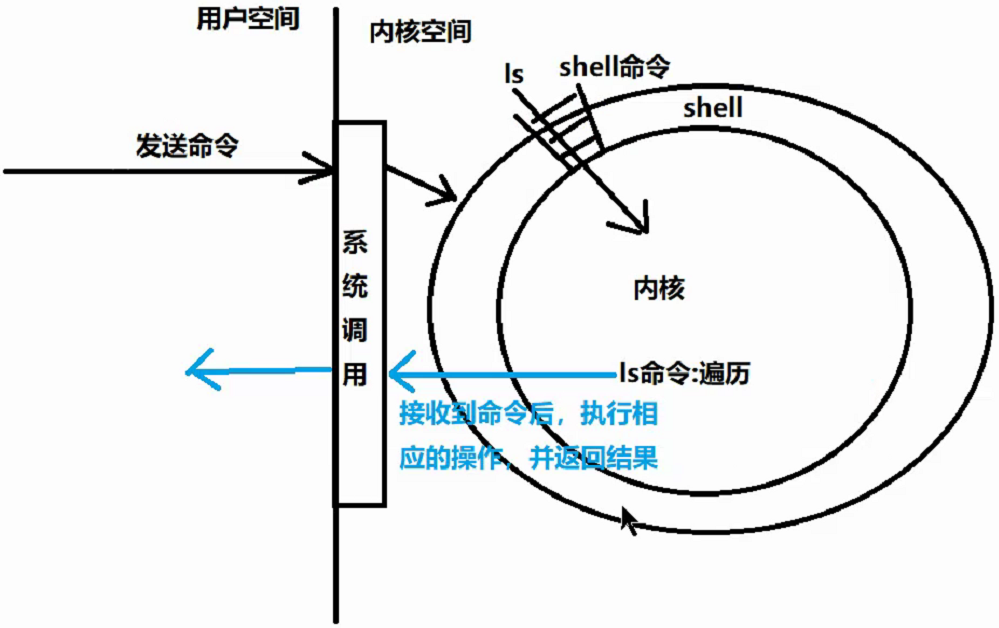 用户空间
内核空间
ls
shell命令
shell
发送命令
系
统
调
用
内核
ls命令:遍历
接收到命令后，执行相
应的操作，并返回结果